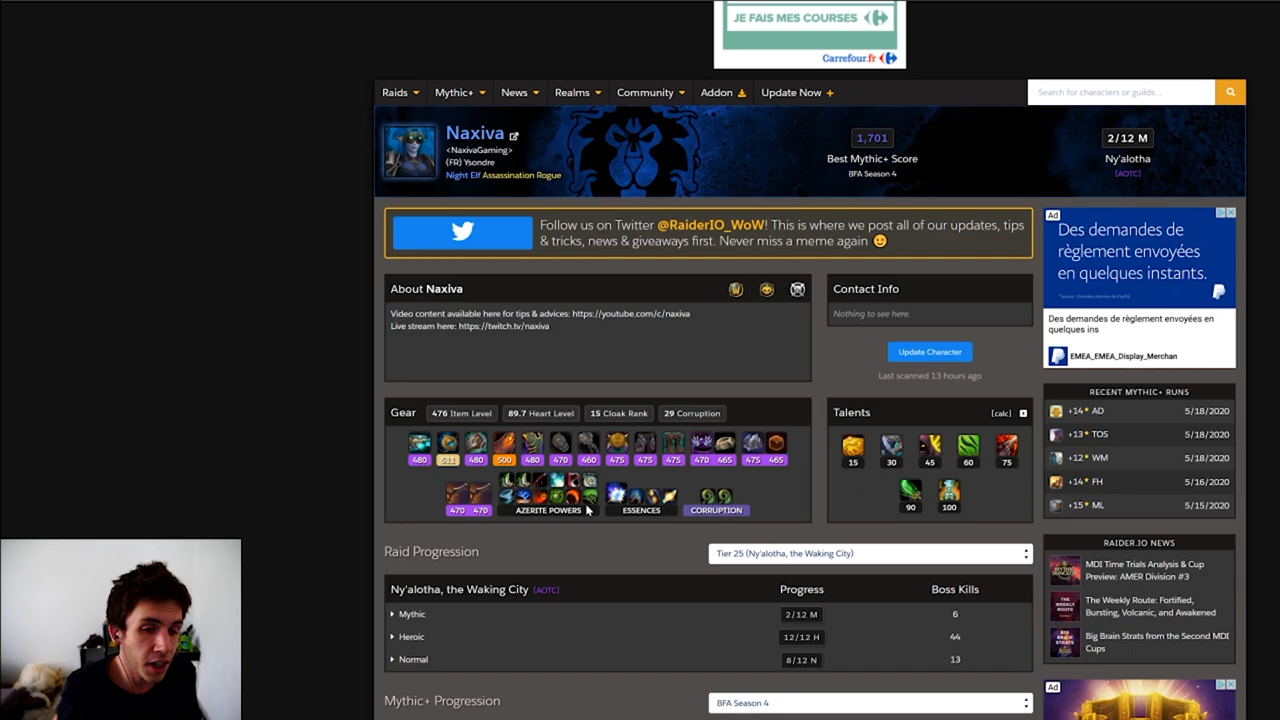 JE FAIS MES COURSES
Carrefour.fr
Raids Mythic+ News Realms Community Addon Update Now +
Search for characters or guilds...
Naxiva
<NaxivaGaming>
(FR) Ysondre
Night Elf Assassination Rogue
1,701
Best Mythic+ Score
BFA Season 4
2/12 M
Ny'alotha
[AOTC]
Follow us on Twitter @RaiderIO_WoW! This is where we post all of our updates, tips
& tricks, news & giveaways first. Never miss a meme again
Ad
Des demandes de
règlement envoyées
en quelques instants.
Des demandes de règlement envoyées en
quelques ins
EMEA_EMEA_Display_Merchan
About Naxiva
Video content available here for tips & advices: https://youtube.com/c/naxiva
Live stream here: https://twitch.tv/naxiva
Contact Info
Nothing to see here.
Update Character
Last scanned 13 hours ago
Gear 476 Item Level 89.7 Heart Level 15 Cloak Rank 29 Corruption
480 511 480 500 480 470 460 475 475 475 470 465 475 465
470 470 AZERITE POWERS ESSENCES CORRUPTION
Talents [calc]
15 30 45 60 75
90 100
RECENT MYTHIC+ RUNS
+14 AD 5/18/2020
+13 TOS 5/18/2020
+12 WM 5/18/2020
+14 FH 5/16/2020
+15 ML 5/15/2020
RAIDER.IO NEWS
MDI Time Trials Analysis & Cup
Preview: AMER Division #3
The Weekly Route: Fortified,
Bursting, Volcanic, and Awakened
Big Brain Strats from the Second MDI
Cups
Ad
Raid Progression
Tier 25 (Ny'alotha, the Waking City)
Ny'alotha, the Waking City [AOTC] Progress Boss Kills
Mythic 2/12 M 6
Heroic 12/12 H 44
Normal 8/12 N 13
Mythic+ Progression
BFA Season 4